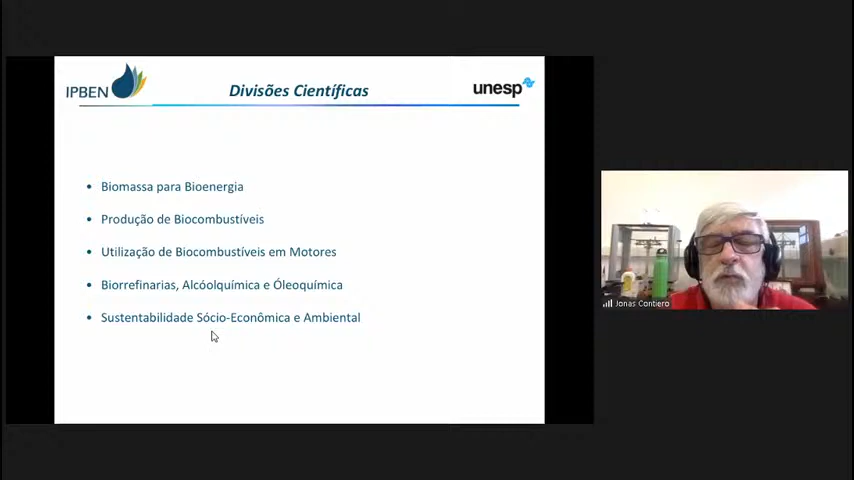 IPBEN
Divisões Científicas
unesp
• Biomassa para Bioenergia
• Produção de Biocombustíveis
• Utilização de Biocombustíveis em Motores
• Biorrefinarias, Alcóolquímica e Óleoquímica
• Sustentabilidade Sócio-Econômica e Ambiental
Jonas Contiero